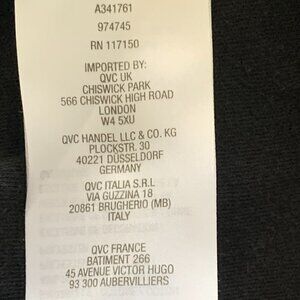 A341761
974745
RN 117150
IMPORTED BY:
QVC UK
CHISWICK PARK
566 CHISWICK HIGH ROAD
LONDON
W4 5XU
QVC HANDEL LLC & CO. KG
PLOCKSTR. 30
40221 DÜSSELDORF
GERMANY
QVC ITALIA S.R.L
VIA GUZZINA 18
20861 BRUGHERIO (MB)
ITALY
QVC FRANCE
BATIMENT 266
45 AVENUE VICTOR HUGO
93 300 AUBERVILLIERS